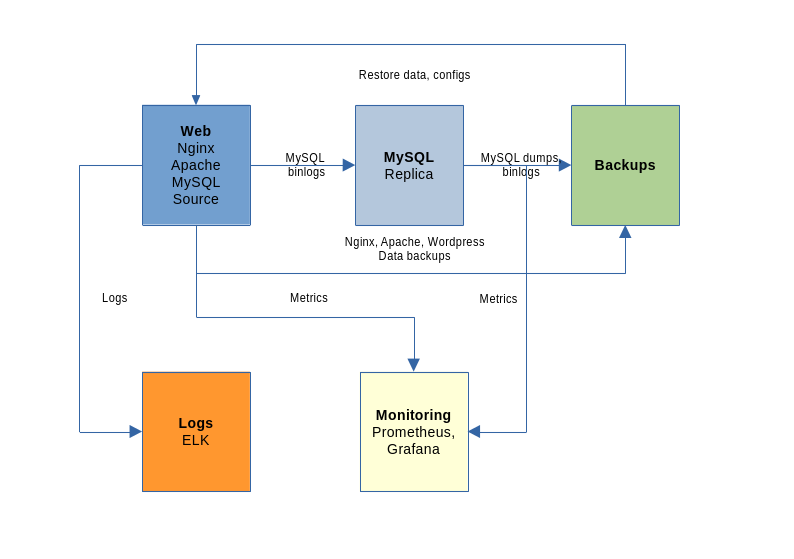 Restore data, configs
Web
Nginx
Apache
MySQL
Source
MySQL
binlogs
MySQL
Replica
MySQL dumps,
binlogs
Backups
Nginx, Apache, Wordpress
Data backups
Logs
Metrics
Metrics
Logs
ELK
Monitoring
Prometheus,
Grafana